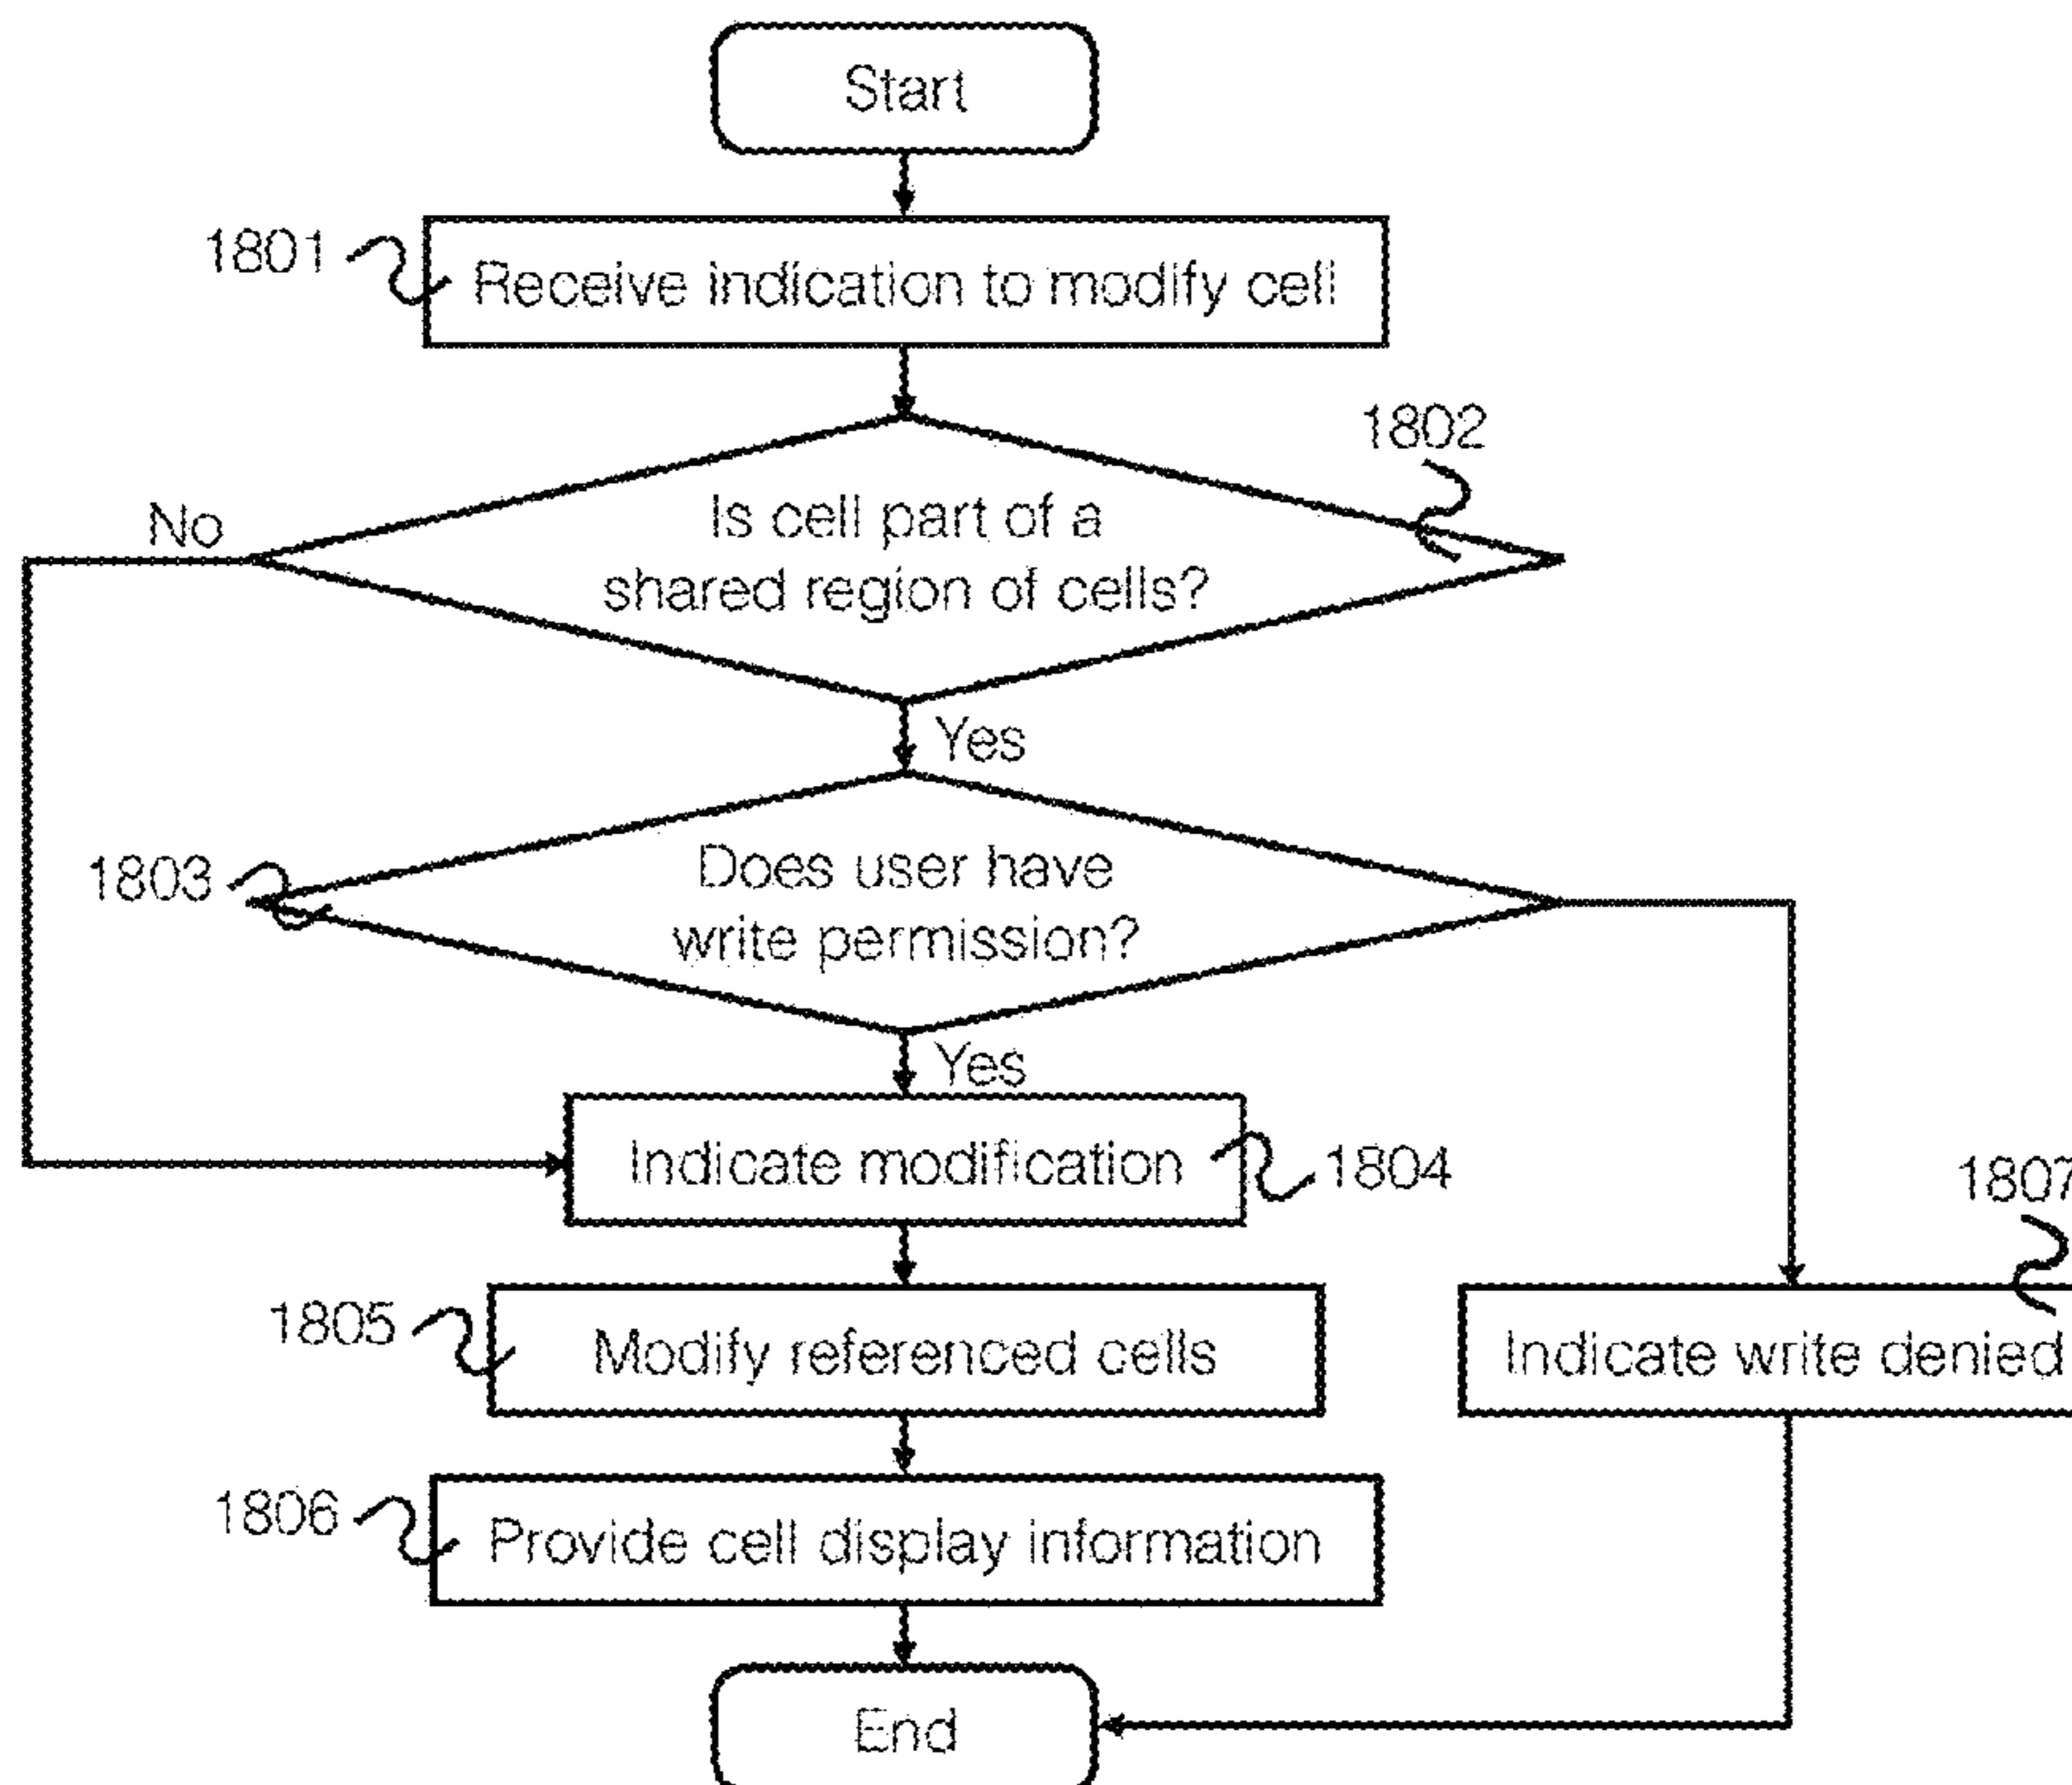 Start
1801
Receive indication to modify cell
1802
No
Is cell part of a
shared region of cells?
Yes
1803
Does user have
write permission?
Yes
Indicate modification
1804
1807
1805
Modify referenced cells
Indicate write denied
1806
Provide cell display information
End